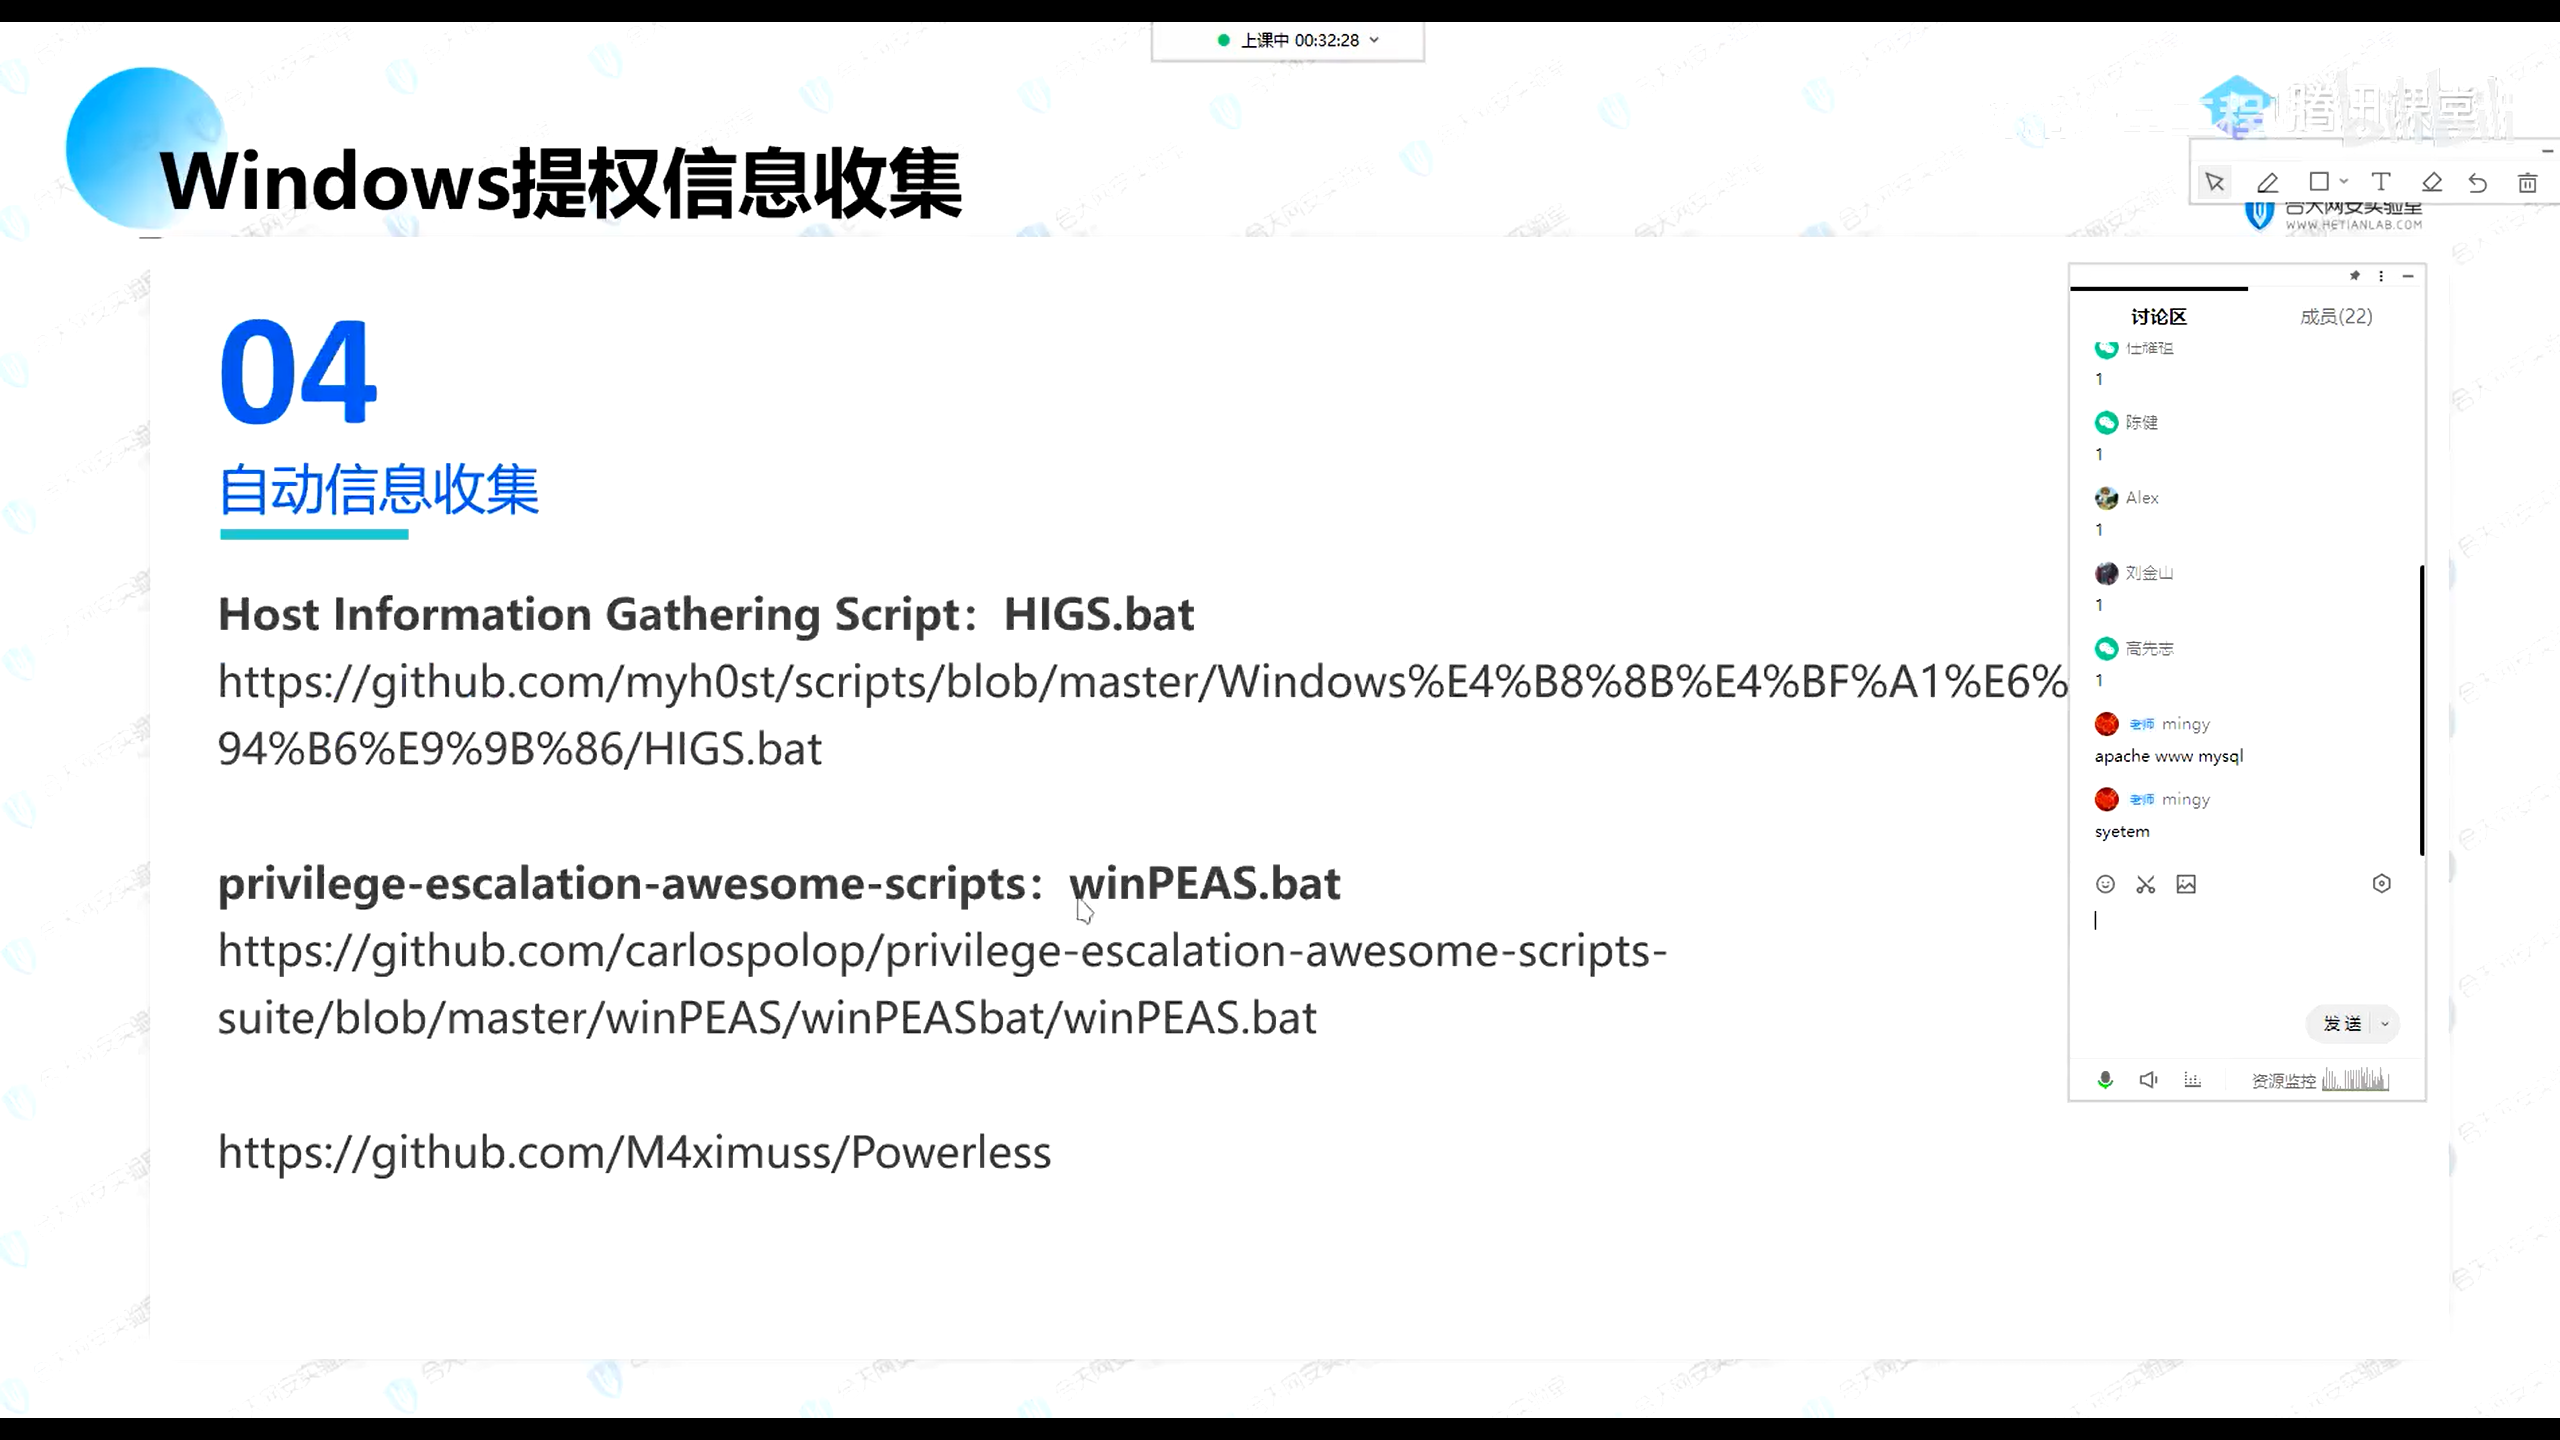 上课中 00:32:28
腾讯课堂
Windows提权信息收集
合天网安实验室
WWW.HETIANLAB.COM
04
自动信息收集
Host Information Gathering Script：HIGS.bat
https://github.com/myh0st/scripts/blob/master/Windows%E4%B8%8B%E4%BF%A1%E6%
94%B6%E9%9B%86/HIGS.bat
privilege-escalation-awesome-scripts：winPEAS.bat
https://github.com/carlospolop/privilege-escalation-awesome-scripts-
suite/blob/master/winPEAS/winPEASbat/winPEAS.bat
https://github.com/M4ximuss/Powerless
讨论区 成员(22)
1
陈健
1
Alex
1
刘金山
1
高先志
1
老师 mingy
apache www mysql
老师 mingy
syetem
发送
资源监控